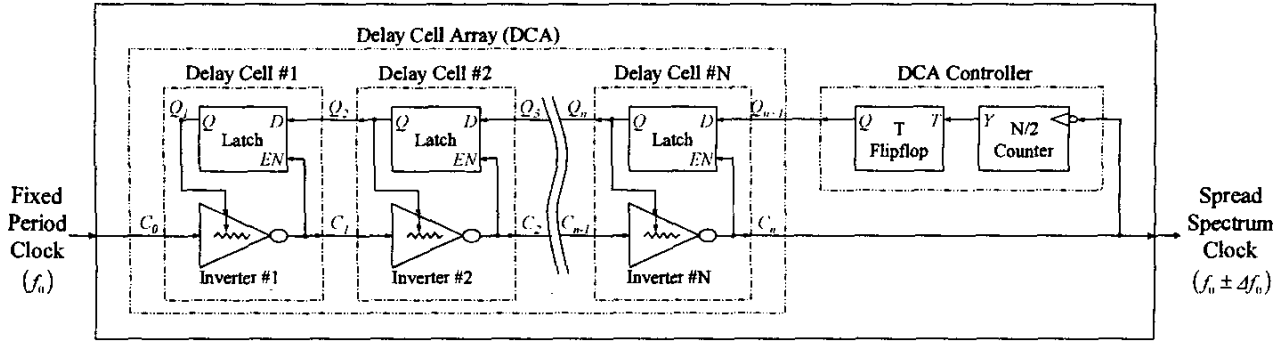 Delay Cell Array (DCA)
Delay Cell #1
Delay Cell #2
Delay Cell #N
DCA Controller
Q1
Q D
Latch
EN
Q2
Q D
Latch
EN
Q3
Qn
Q D
Latch
EN
Qn+1
Q T
T
Flipflop
Y
N/2
Counter
Fixed
Period
Clock
(f0)
C0
Inverter #1
C1
Inverter #2
C2
Cn-1
Inverter #N
Cn
Spread
Spectrum
Clock
(f0 ± Δf0)